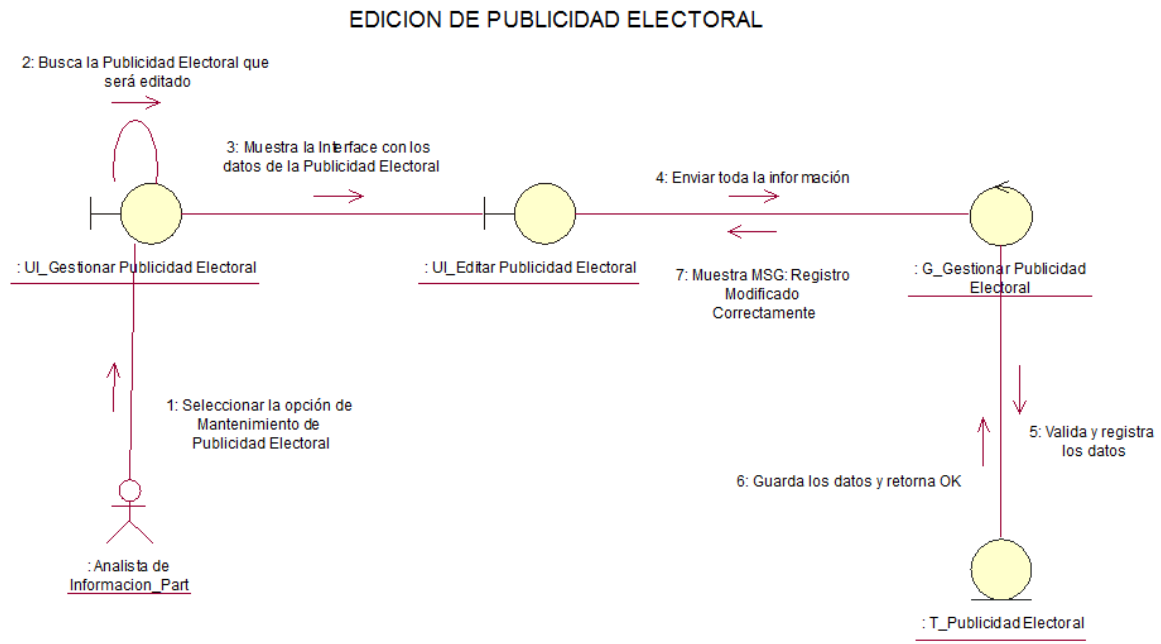 EDICION DE PUBLICIDAD ELECTORAL
2: Busca la Publicidad Electoral que
será editado
3: Muestra la Interface con los
datos de la Publicidad Electoral
4: Enviar toda la información
: UI_Gestionar Publicidad Electoral
: UI_Editar Publicidad Electoral
: G_Gestionar Publicidad
Electoral
7: Muestra MSG: Registro
Modificado
Correctamente
1: Seleccionar la opción de
Mantenimiento de
Publicidad Electoral
5: Valida y registra
los datos
6: Guarda los datos y retorna OK
: Analista de
Informacion_Part
: T_Publicidad Electoral